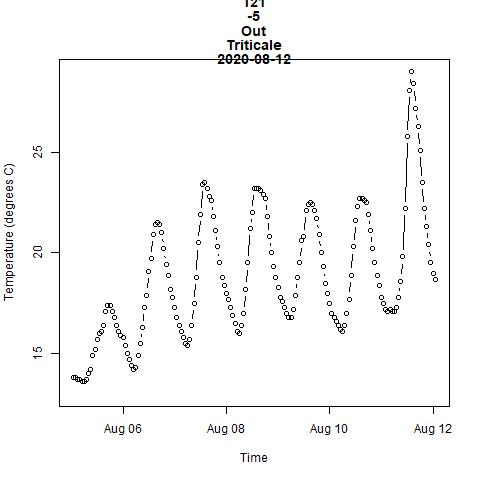 121
-5
Out
Triticale
2020-08-12
Temperature (degrees C)
25
20
15
Aug 06
Aug 08
Aug 10
Aug 12
Time